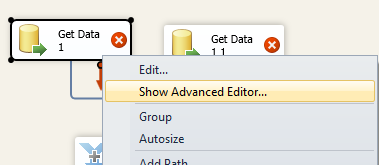 Get Data
1
Get Data
1 1
Edit...
Show Advanced Editor...
Group
Autosize
Add Path